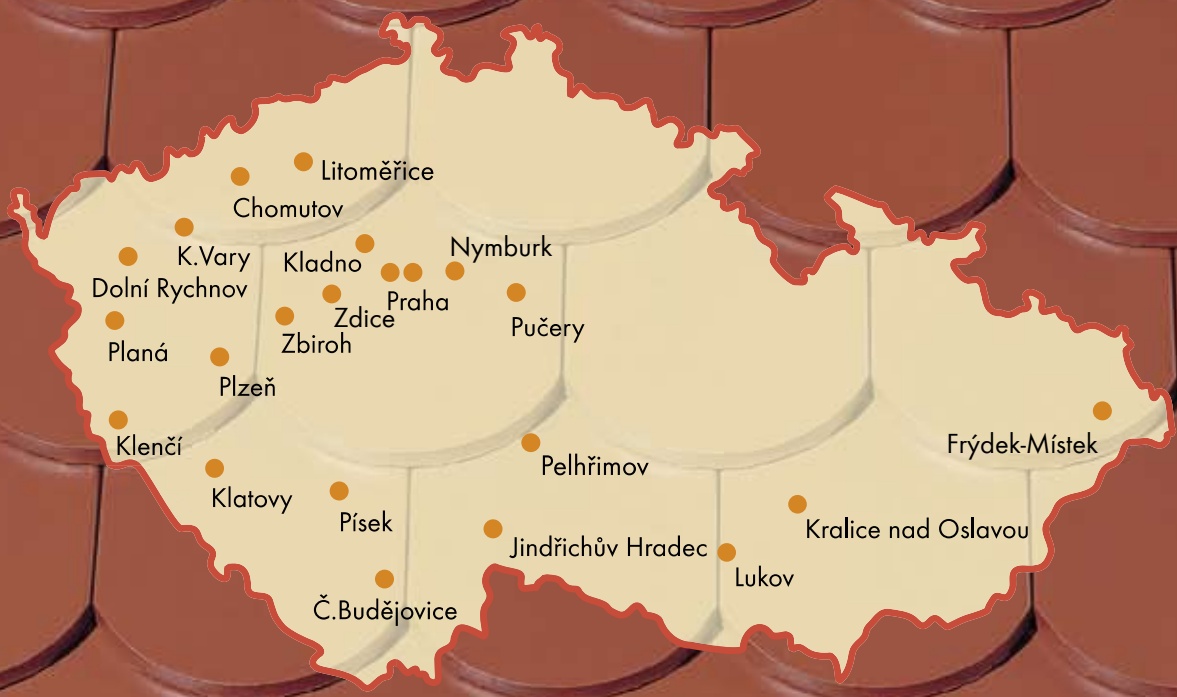 Litoměřice
Chomutov
K.Vary
Kladno
Nymburk
Dolní Rychnov
Praha
Zdice
Pučery
Zbiroh
Planá
Plzeň
Klenčí
Frýdek-Místek
Pelhřimov
Klatovy
Písek
Kralice nad Oslavou
Jindřichův Hradec
Lukov
Č.Budějovice